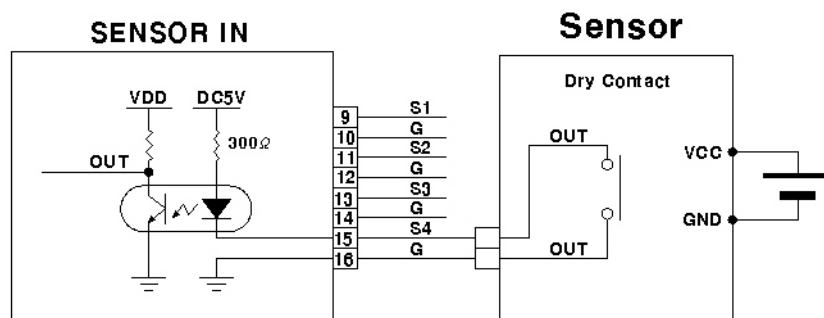 SENSOR IN
Sensor
VDD
DC5V
300Ω
OUT
9
S1
10
G
11
S2
12
G
13
S3
14
G
15
S4
16
G
Dry Contact
OUT
OUT
VCC
GND